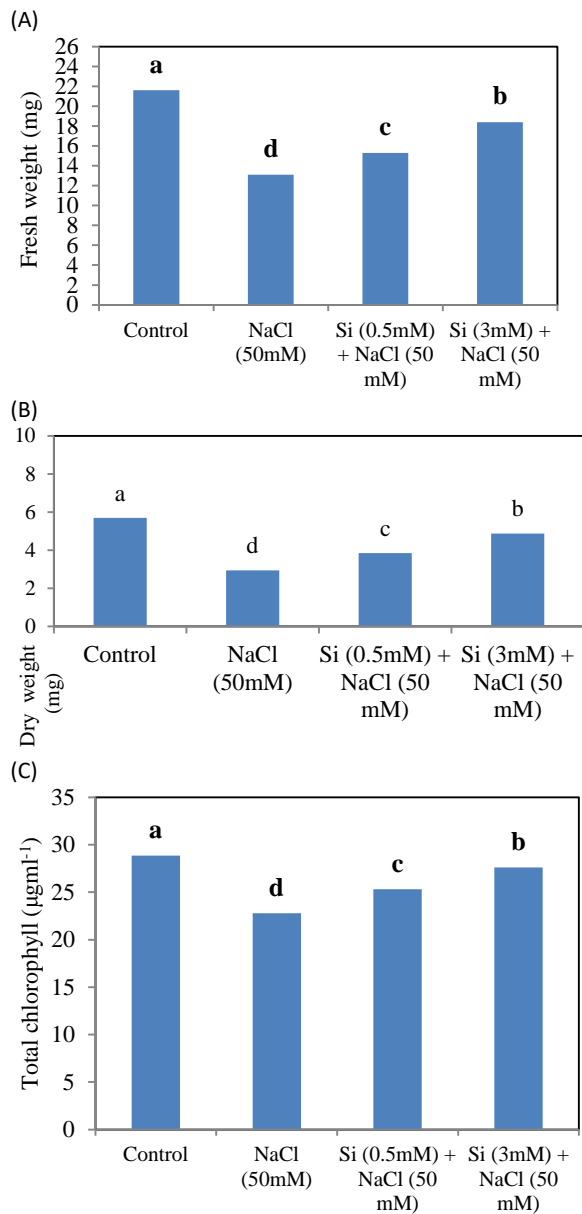 (A)
Fresh weight (mg)
26
24
22
20
18
16
14
12
10
8
6
4
2
0
a
d
c
b
Control
NaCl
(50mM)
Si (0.5mM)
+ NaCl (50
mM)
Si (3mM) +
NaCl (50
mM)
(B)
Dry weight
(mg)
10
8
6
4
2
0
a
d
c
b
Control
NaCl
(50mM)
Si (0.5mM) +
NaCl (50
mM)
Si (3mM) +
NaCl (50 mM)
(C)
Total chlorophyll (µgml⁻¹)
35
30
25
20
15
10
5
0
a
d
c
b
Control
NaCl
(50mM)
Si (0.5mM) +
NaCl (50
mM)
Si (3mM) +
NaCl (50 mM)